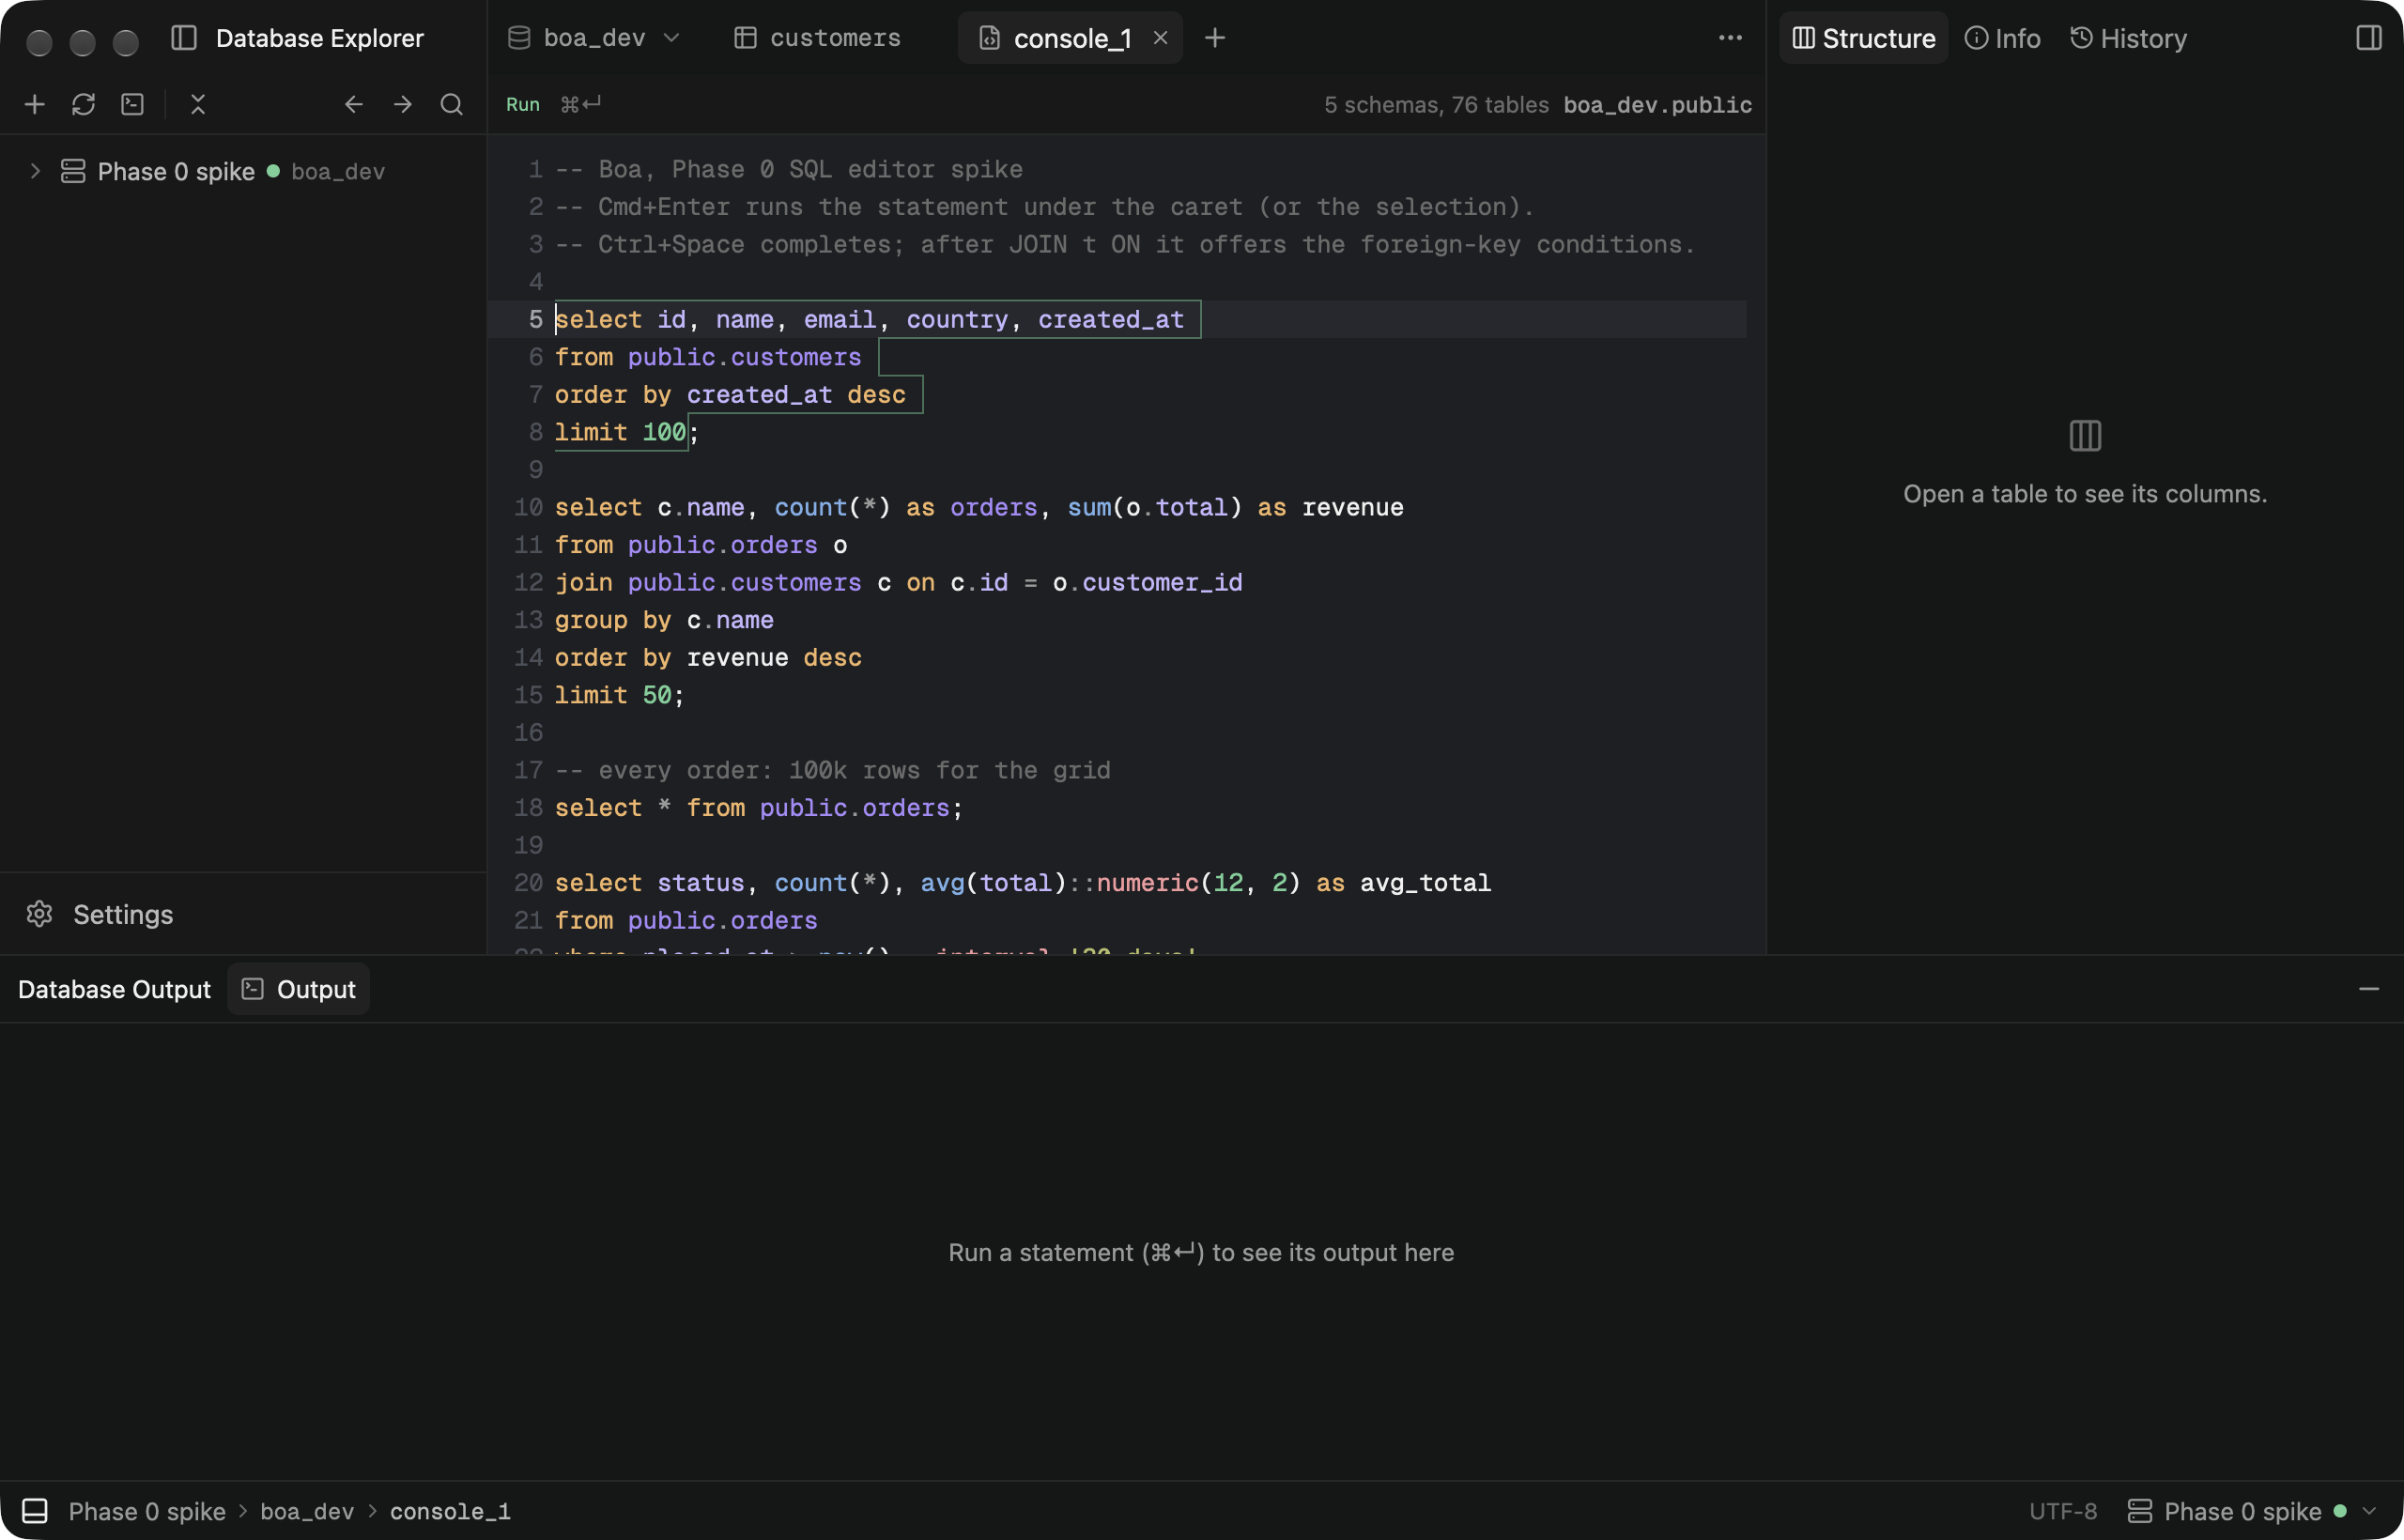 Database Explorer
boa_dev
customers
console_1
Structure
Info
History
Run ⌘↵
5 schemas, 76 tables boa_dev.public
Phase 0 spike boa_dev
1 -- Boa, Phase 0 SQL editor spike
2 -- Cmd+Enter runs the statement under the caret (or the selection).
3 -- Ctrl+Space completes; after JOIN t ON it offers the foreign-key conditions.
4
5 select id, name, email, country, created_at
6 from public.customers
7 order by created_at desc
8 limit 100;
9
10 select c.name, count(*) as orders, sum(o.total) as revenue
11 from public.orders o
12 join public.customers c on c.id = o.customer_id
13 group by c.name
14 order by revenue desc
15 limit 50;
16
17 -- every order: 100k rows for the grid
18 select * from public.orders;
19
20 select status, count(*), avg(total)::numeric(12, 2) as avg_total
21 from public.orders
Open a table to see its columns.
Settings
Database Output
Output
Run a statement (⌘↵) to see its output here
Phase 0 spike > boa_dev > console_1
UTF-8
Phase 0 spike